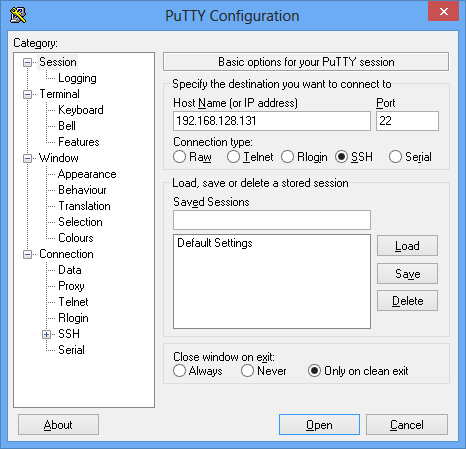 PuTTY Configuration
Category:
Session
Logging
Terminal
Keyboard
Bell
Features
Window
Appearance
Behaviour
Translation
Selection
Colours
Connection
Data
Proxy
Telnet
Rlogin
SSH
Serial
Basic options for your PuTTY session
Specify the destination you want to connect to
Host Name (or IP address) Port
192.168.128.131 22
Connection type:
Raw Telnet Rlogin SSH Serial
Load, save or delete a stored session
Saved Sessions
Default Settings
Load
Save
Delete
Close window on exit:
Always Never Only on clean exit
About Open Cancel